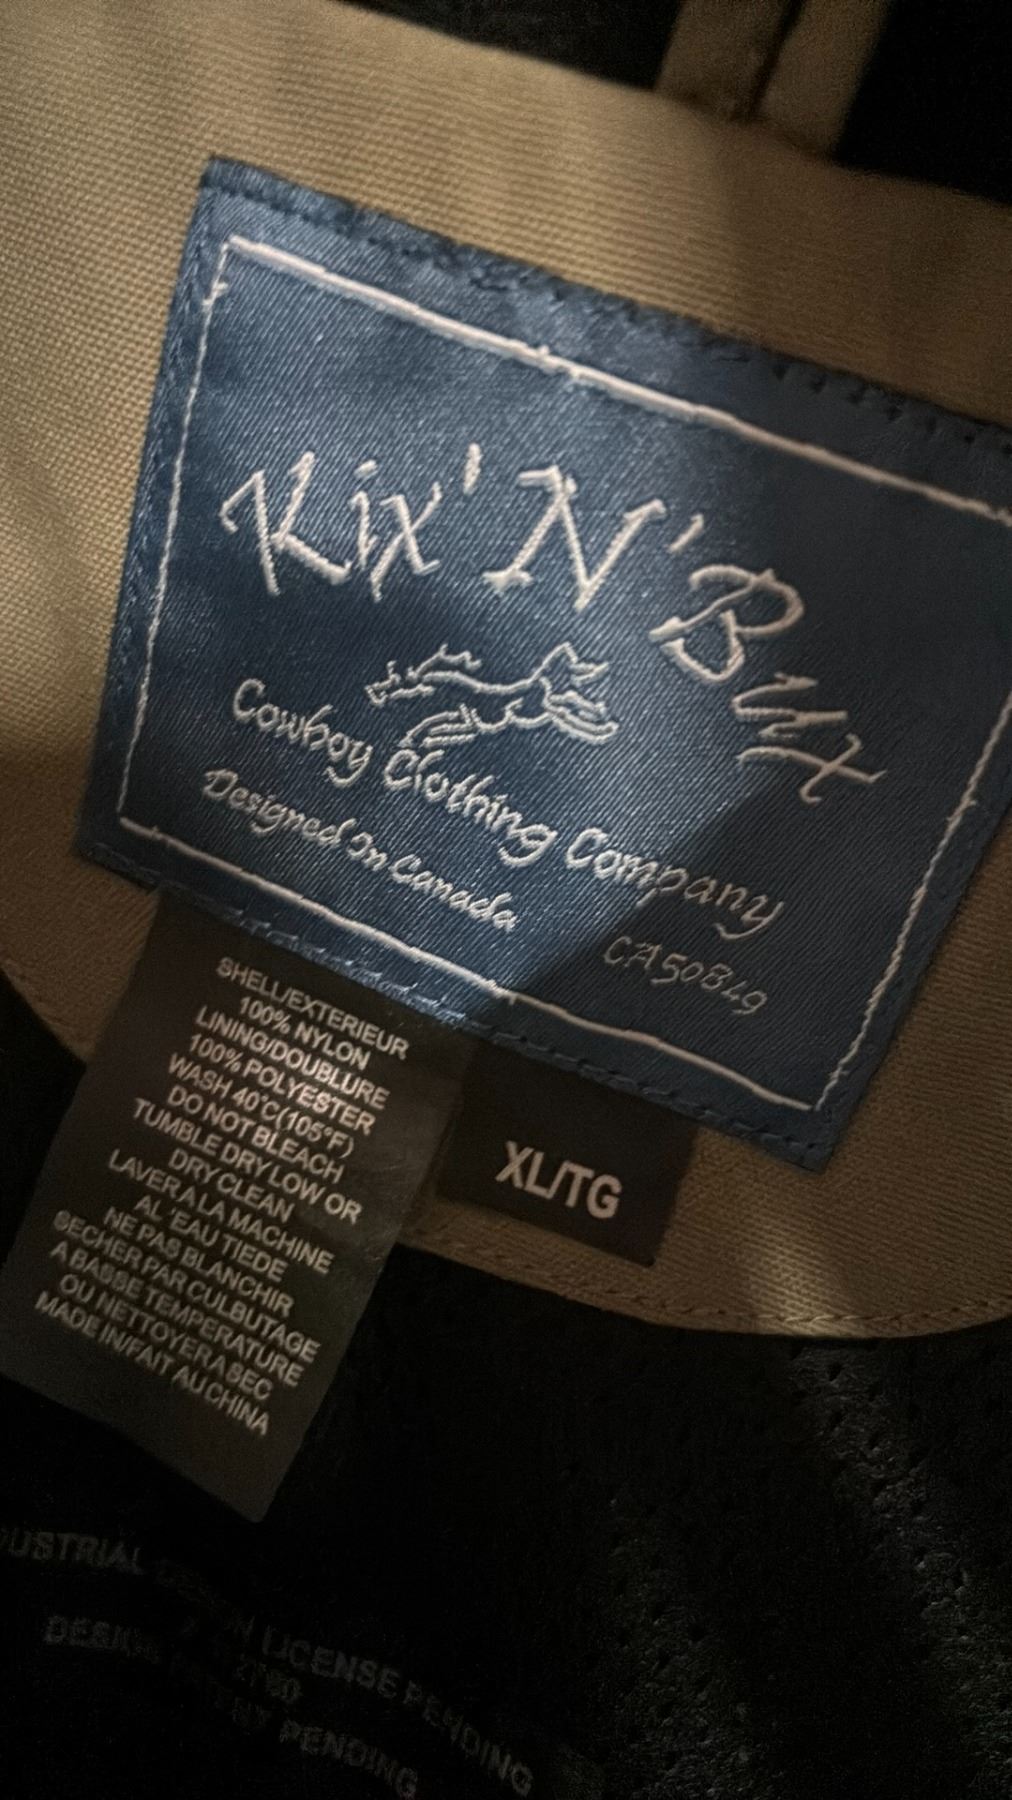 Kix' N' Bux
Cowboy Clothing Company
Designed In Canada
CA50849
SHELL/EXTERIEUR
100% NYLON
LINING/DOUBLURE
100% POLYESTER
WASH 40°C(105°F)
DO NOT BLEACH
TUMBLE DRY LOW OR
DRY CLEAN
LAVER A LA MACHINE
AL 'EAU TIEDE
NE PAS BLANCHIR
SECHER PAR CULBUTAGE
A BASSE TEMPERATURE
OU NETTOYER A SEC
MADE IN/FAIT AU CHINA
XL/TG
DUSTRIAL LICENSE PENDING
DESIGN
PENDING